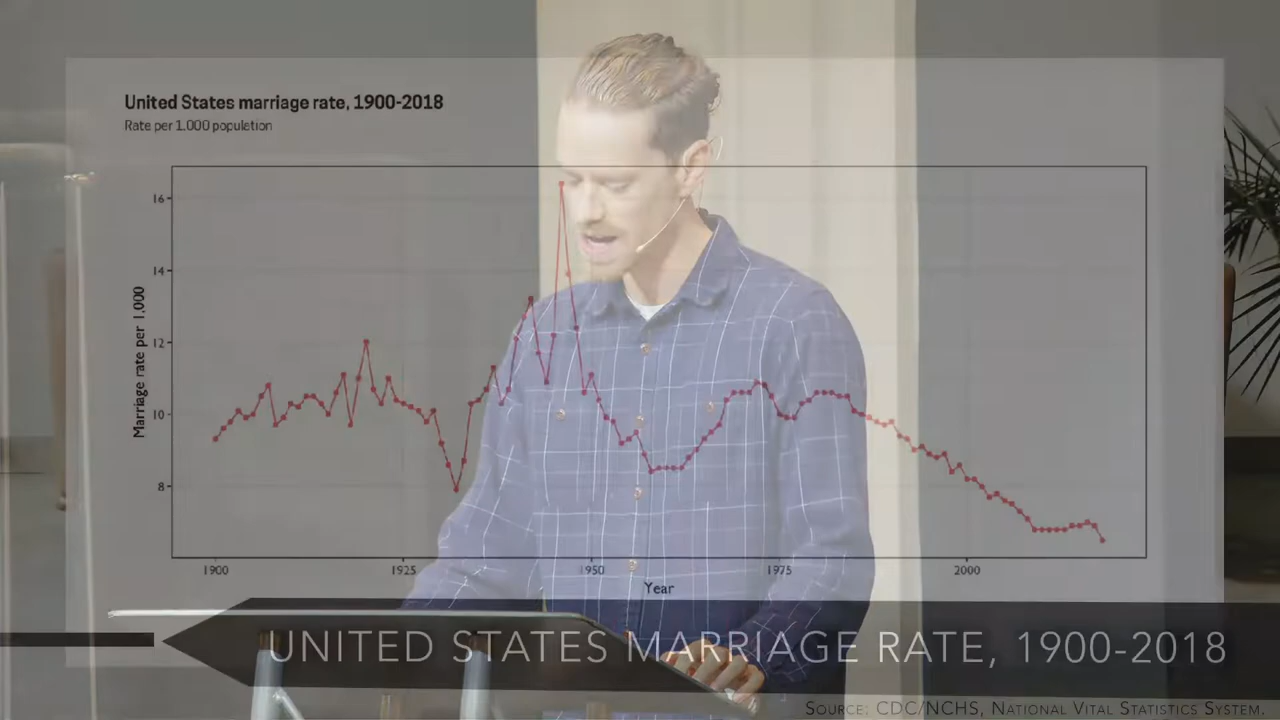 United States marriage rate, 1900-2018
Rate per 1,000 population
Marriage rate per 1,000
16
14
12
10
8
1900
1925
1950
1975
2000
Year
UNITED STATES MARRIAGE RATE, 1900-2018
SOURCE: CDC/NCHS, NATIONAL VITAL STATISTICS SYSTEM.